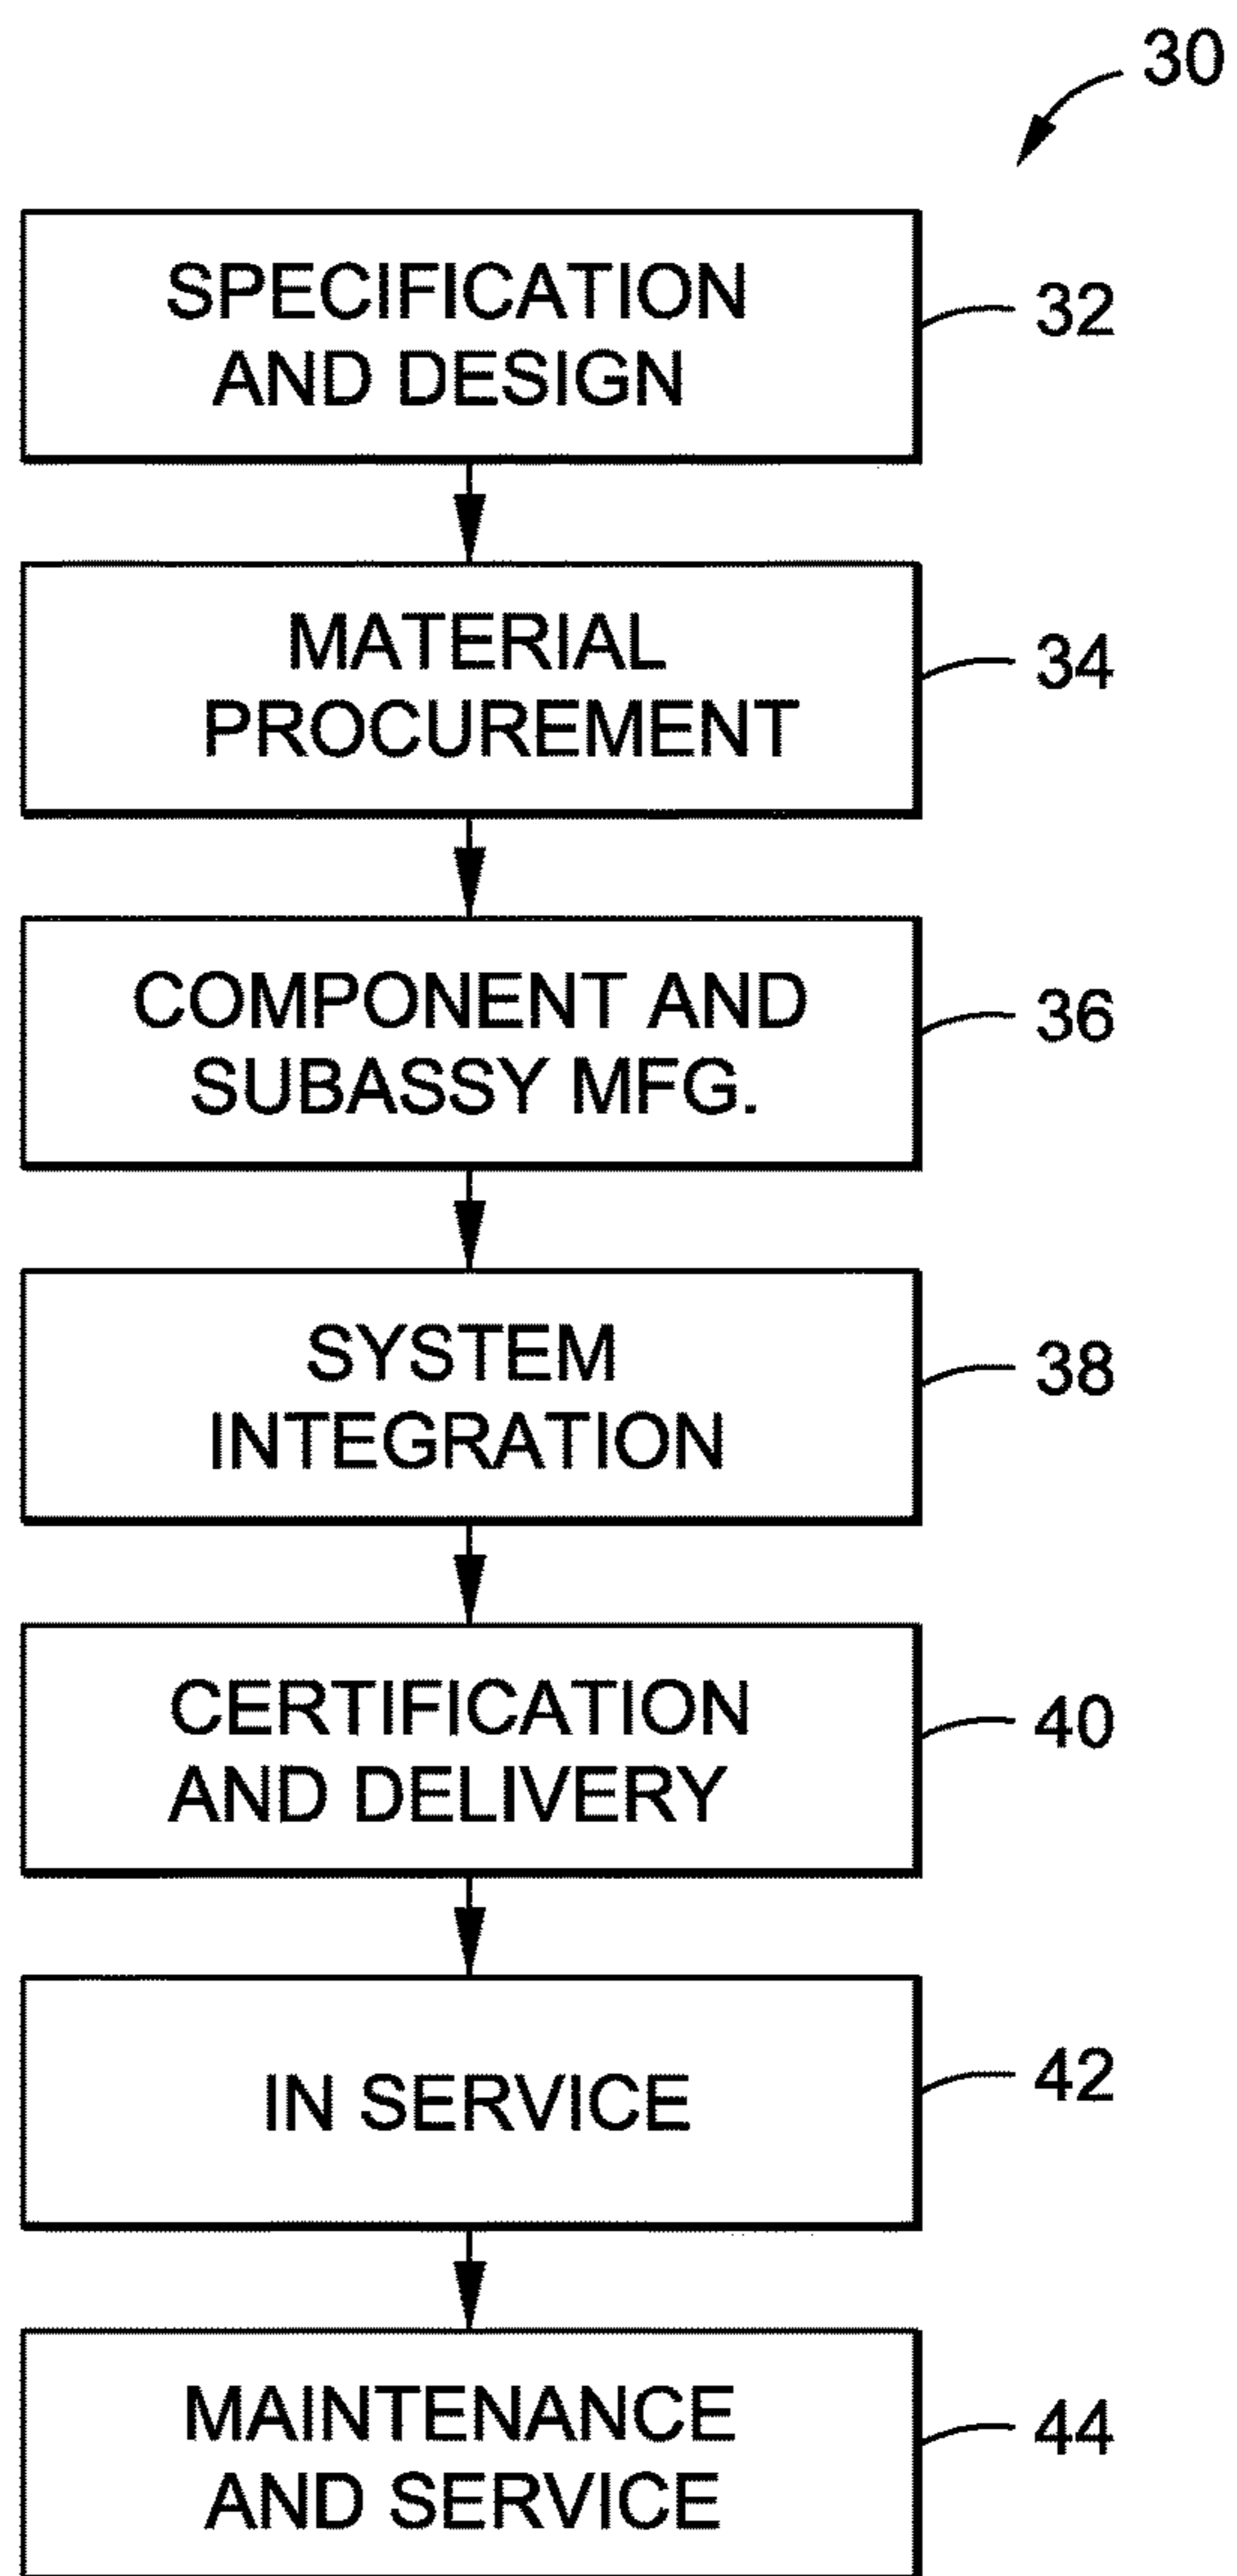 30
SPECIFICATION
AND DESIGN
32
MATERIAL
PROCUREMENT
34
COMPONENT AND
SUBASSY MFG.
36
SYSTEM
INTEGRATION
38
CERTIFICATION
AND DELIVERY
40
IN SERVICE
42
MAINTENANCE
AND SERVICE
44